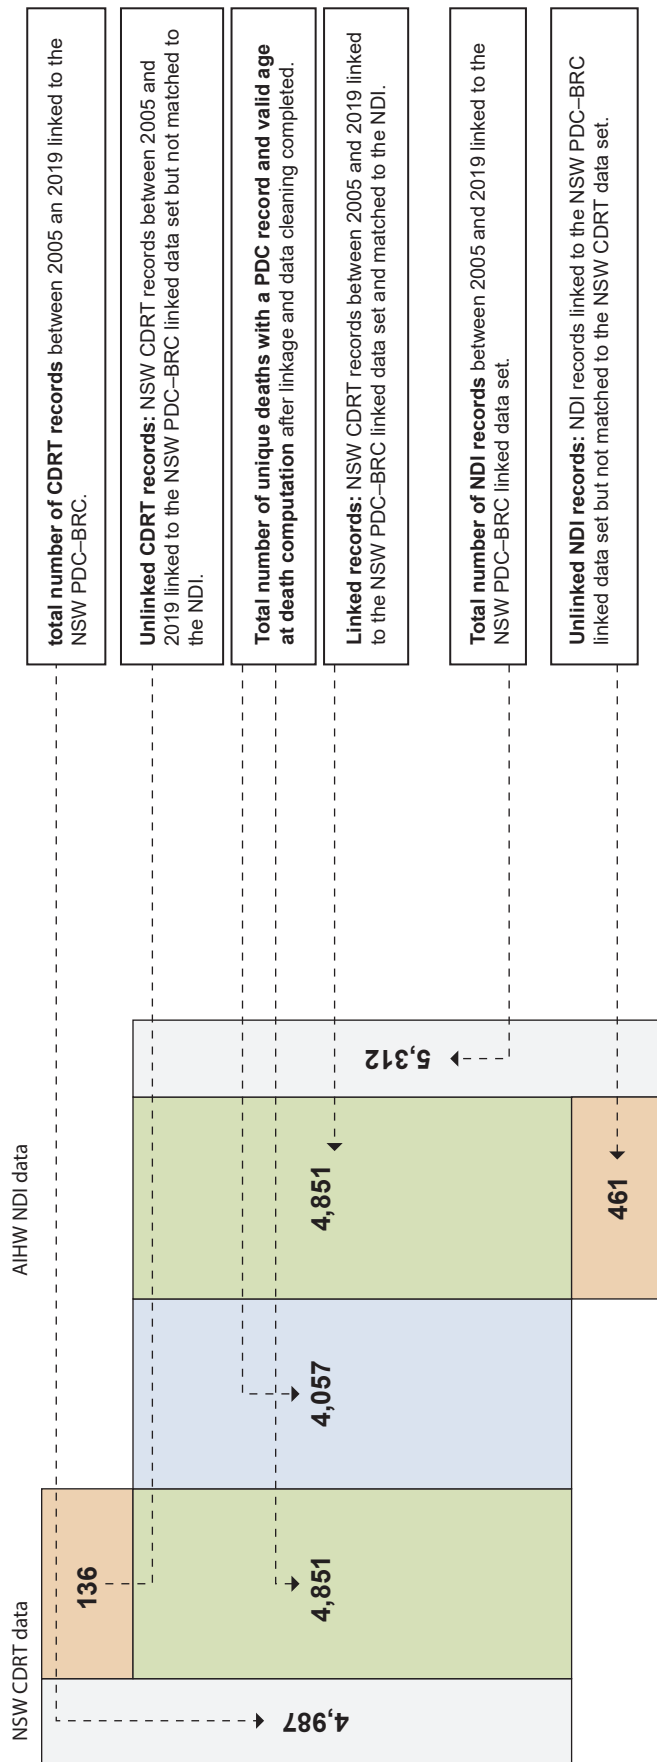 NSW CDRT data
AIHW NDI data
4,987
136
4,851
4,057
4,851
461
5,312
total number of CDRT records between 2005 an 2019 linked to the
NSW PDC–BRC.
Unlinked CDRT records: NSW CDRT records between 2005 and
2019 linked to the NSW PDC–BRC linked data set but not matched to
the NDI.
Total number of unique deaths with a PDC record and valid age
at death computation after linkage and data cleaning completed.
Linked records: NSW CDRT records between 2005 and 2019 linked
to the NSW PDC–BRC linked data set and matched to the NDI.
Total number of NDI records between 2005 and 2019 linked to the
NSW PDC–BRC linked data set.
Unlinked NDI records: NDI records linked to the NSW PDC–BRC
linked data set but not matched to the NSW CDRT data set.